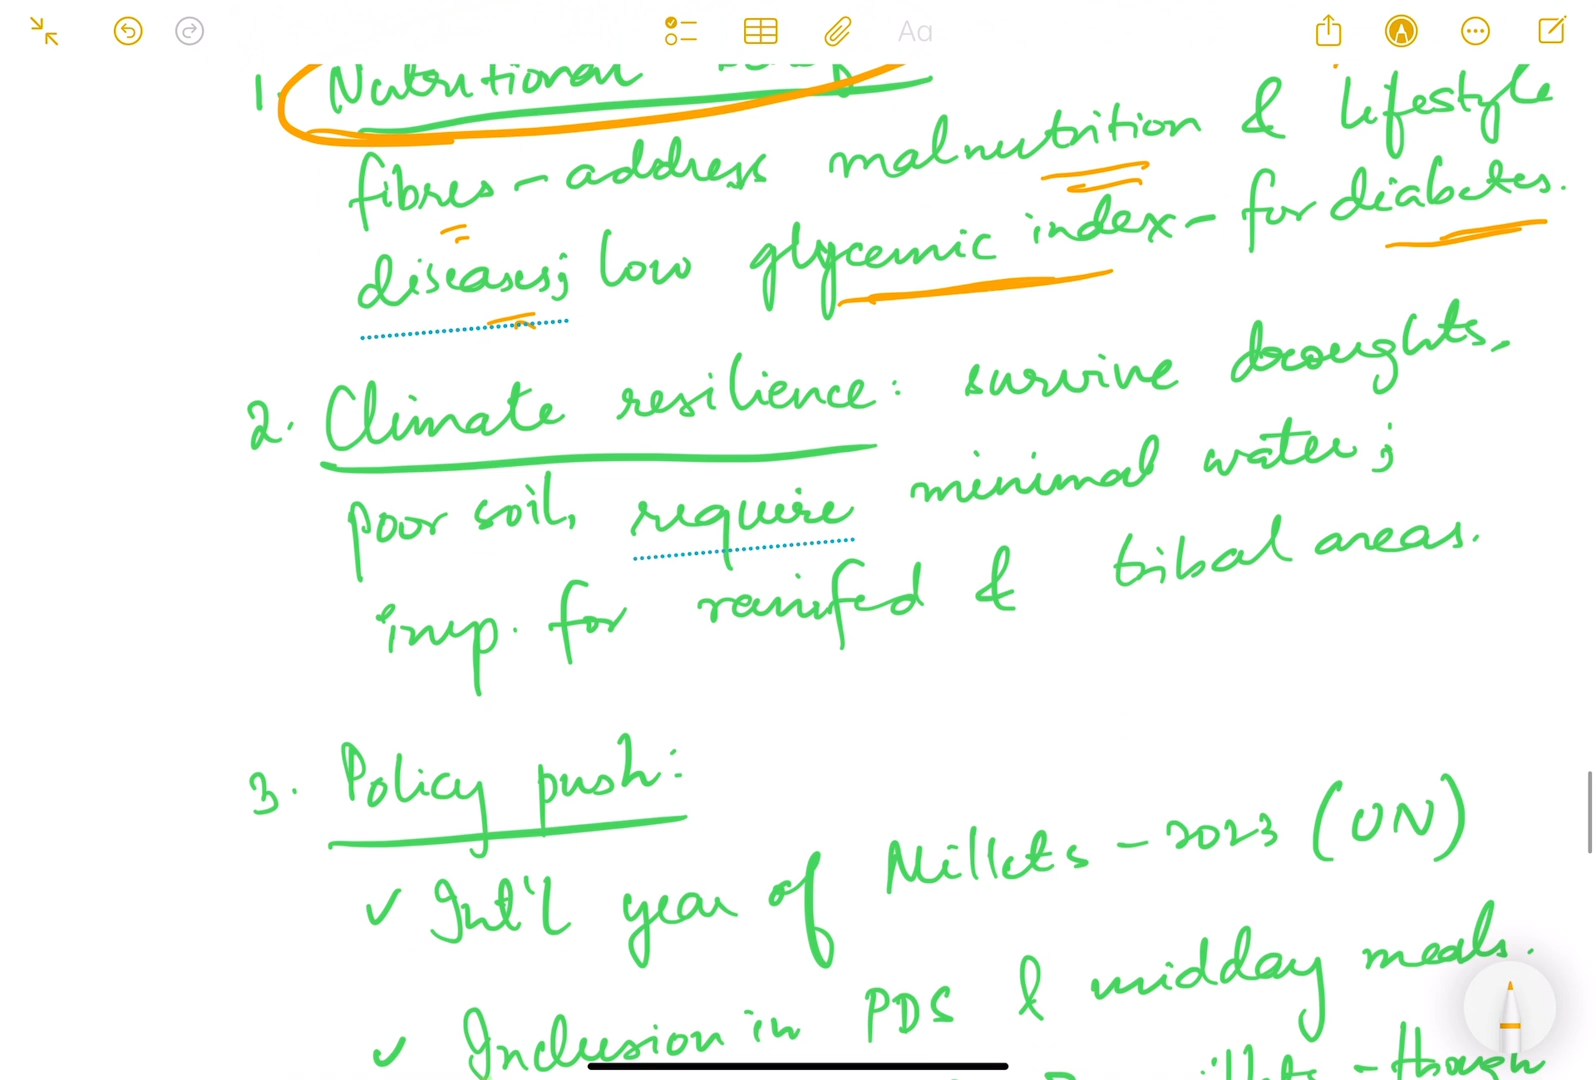 Aa
1. Nutritional
fibres - address malnutrition & lifestyle
diseases; low glycemic index - for diabetes.
2. Climate resilience: survive droughts,
poor soil, require minimal water;
imp. for rainfed & tribal areas.
3. Policy push:
✓ Int'l year of Millets - 2023 (UN)
✓ Inclusion in PDS & midday meals.
- though